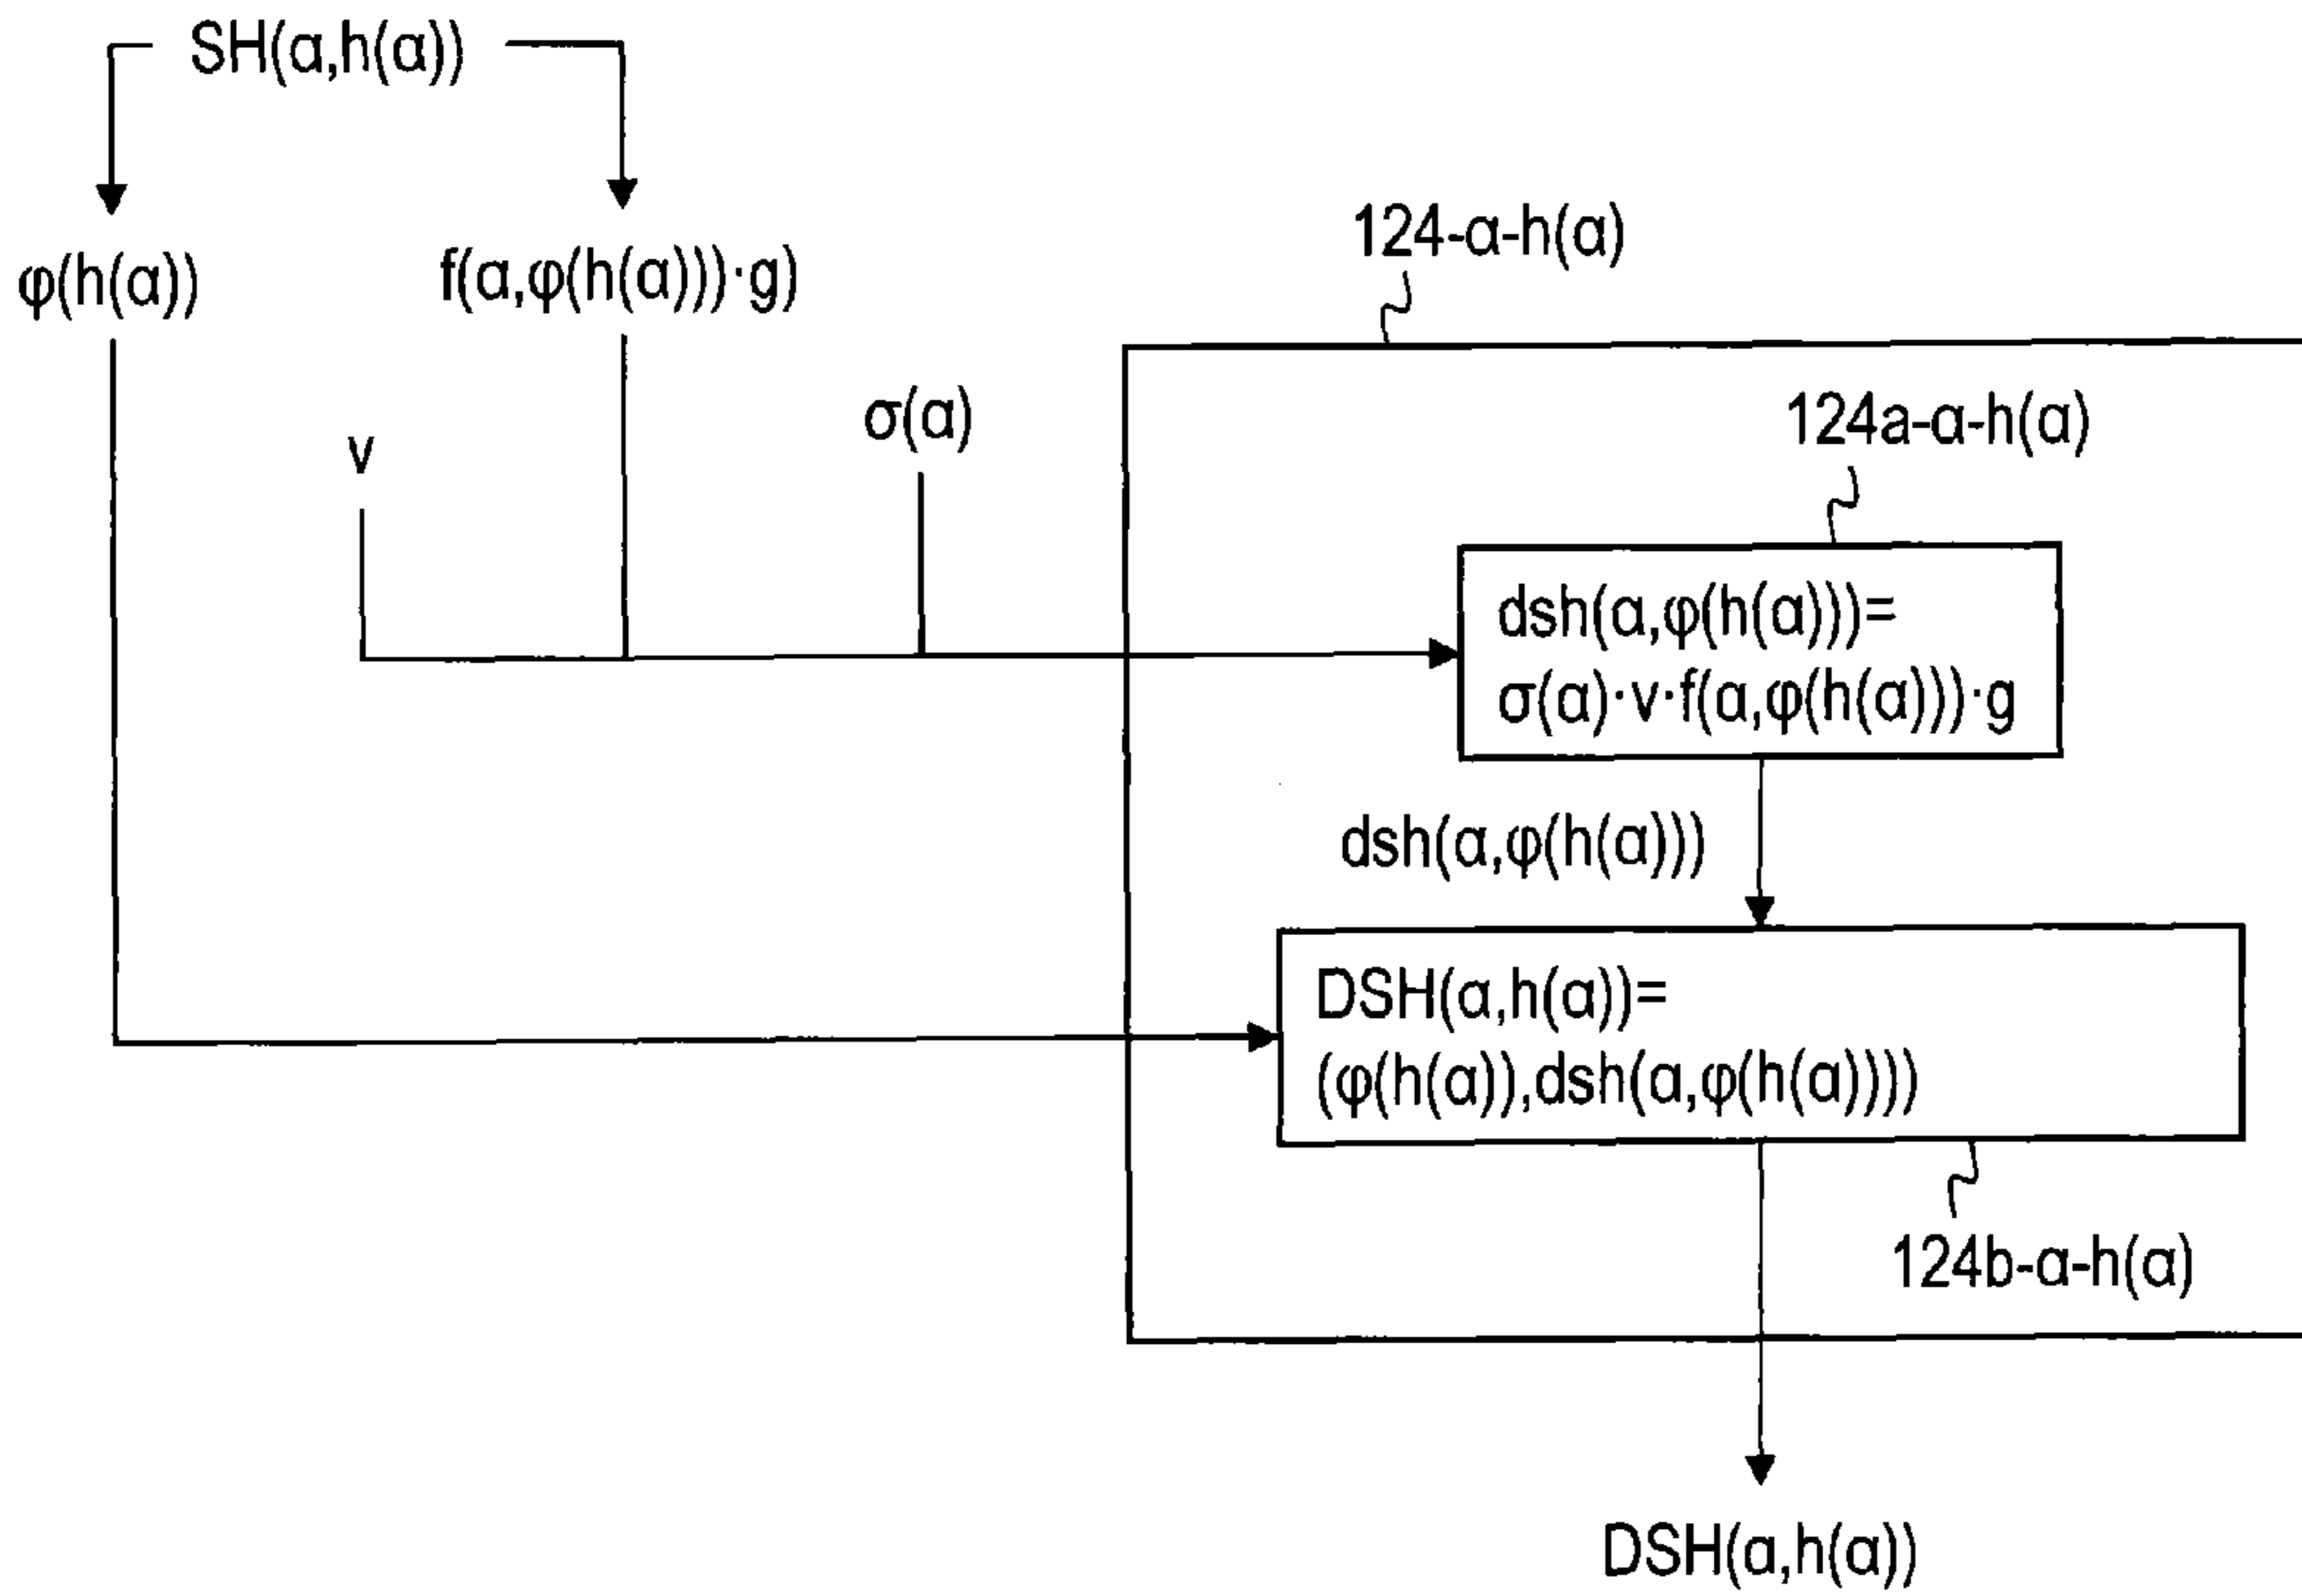 SH(α,h(α))
φ(h(α))
f(α,φ(h(α)))·g)
124-α-h(α)
v
σ(α)
124a-α-h(α)
dsh(α,φ(h(α)))=
σ(α)·v·f(α,φ(h(α)))·g
dsh(α,φ(h(α)))
DSH(α,h(α))=
(φ(h(α)),dsh(α,φ(h(α))))
124b-α-h(α)
DSH(α,h(α))